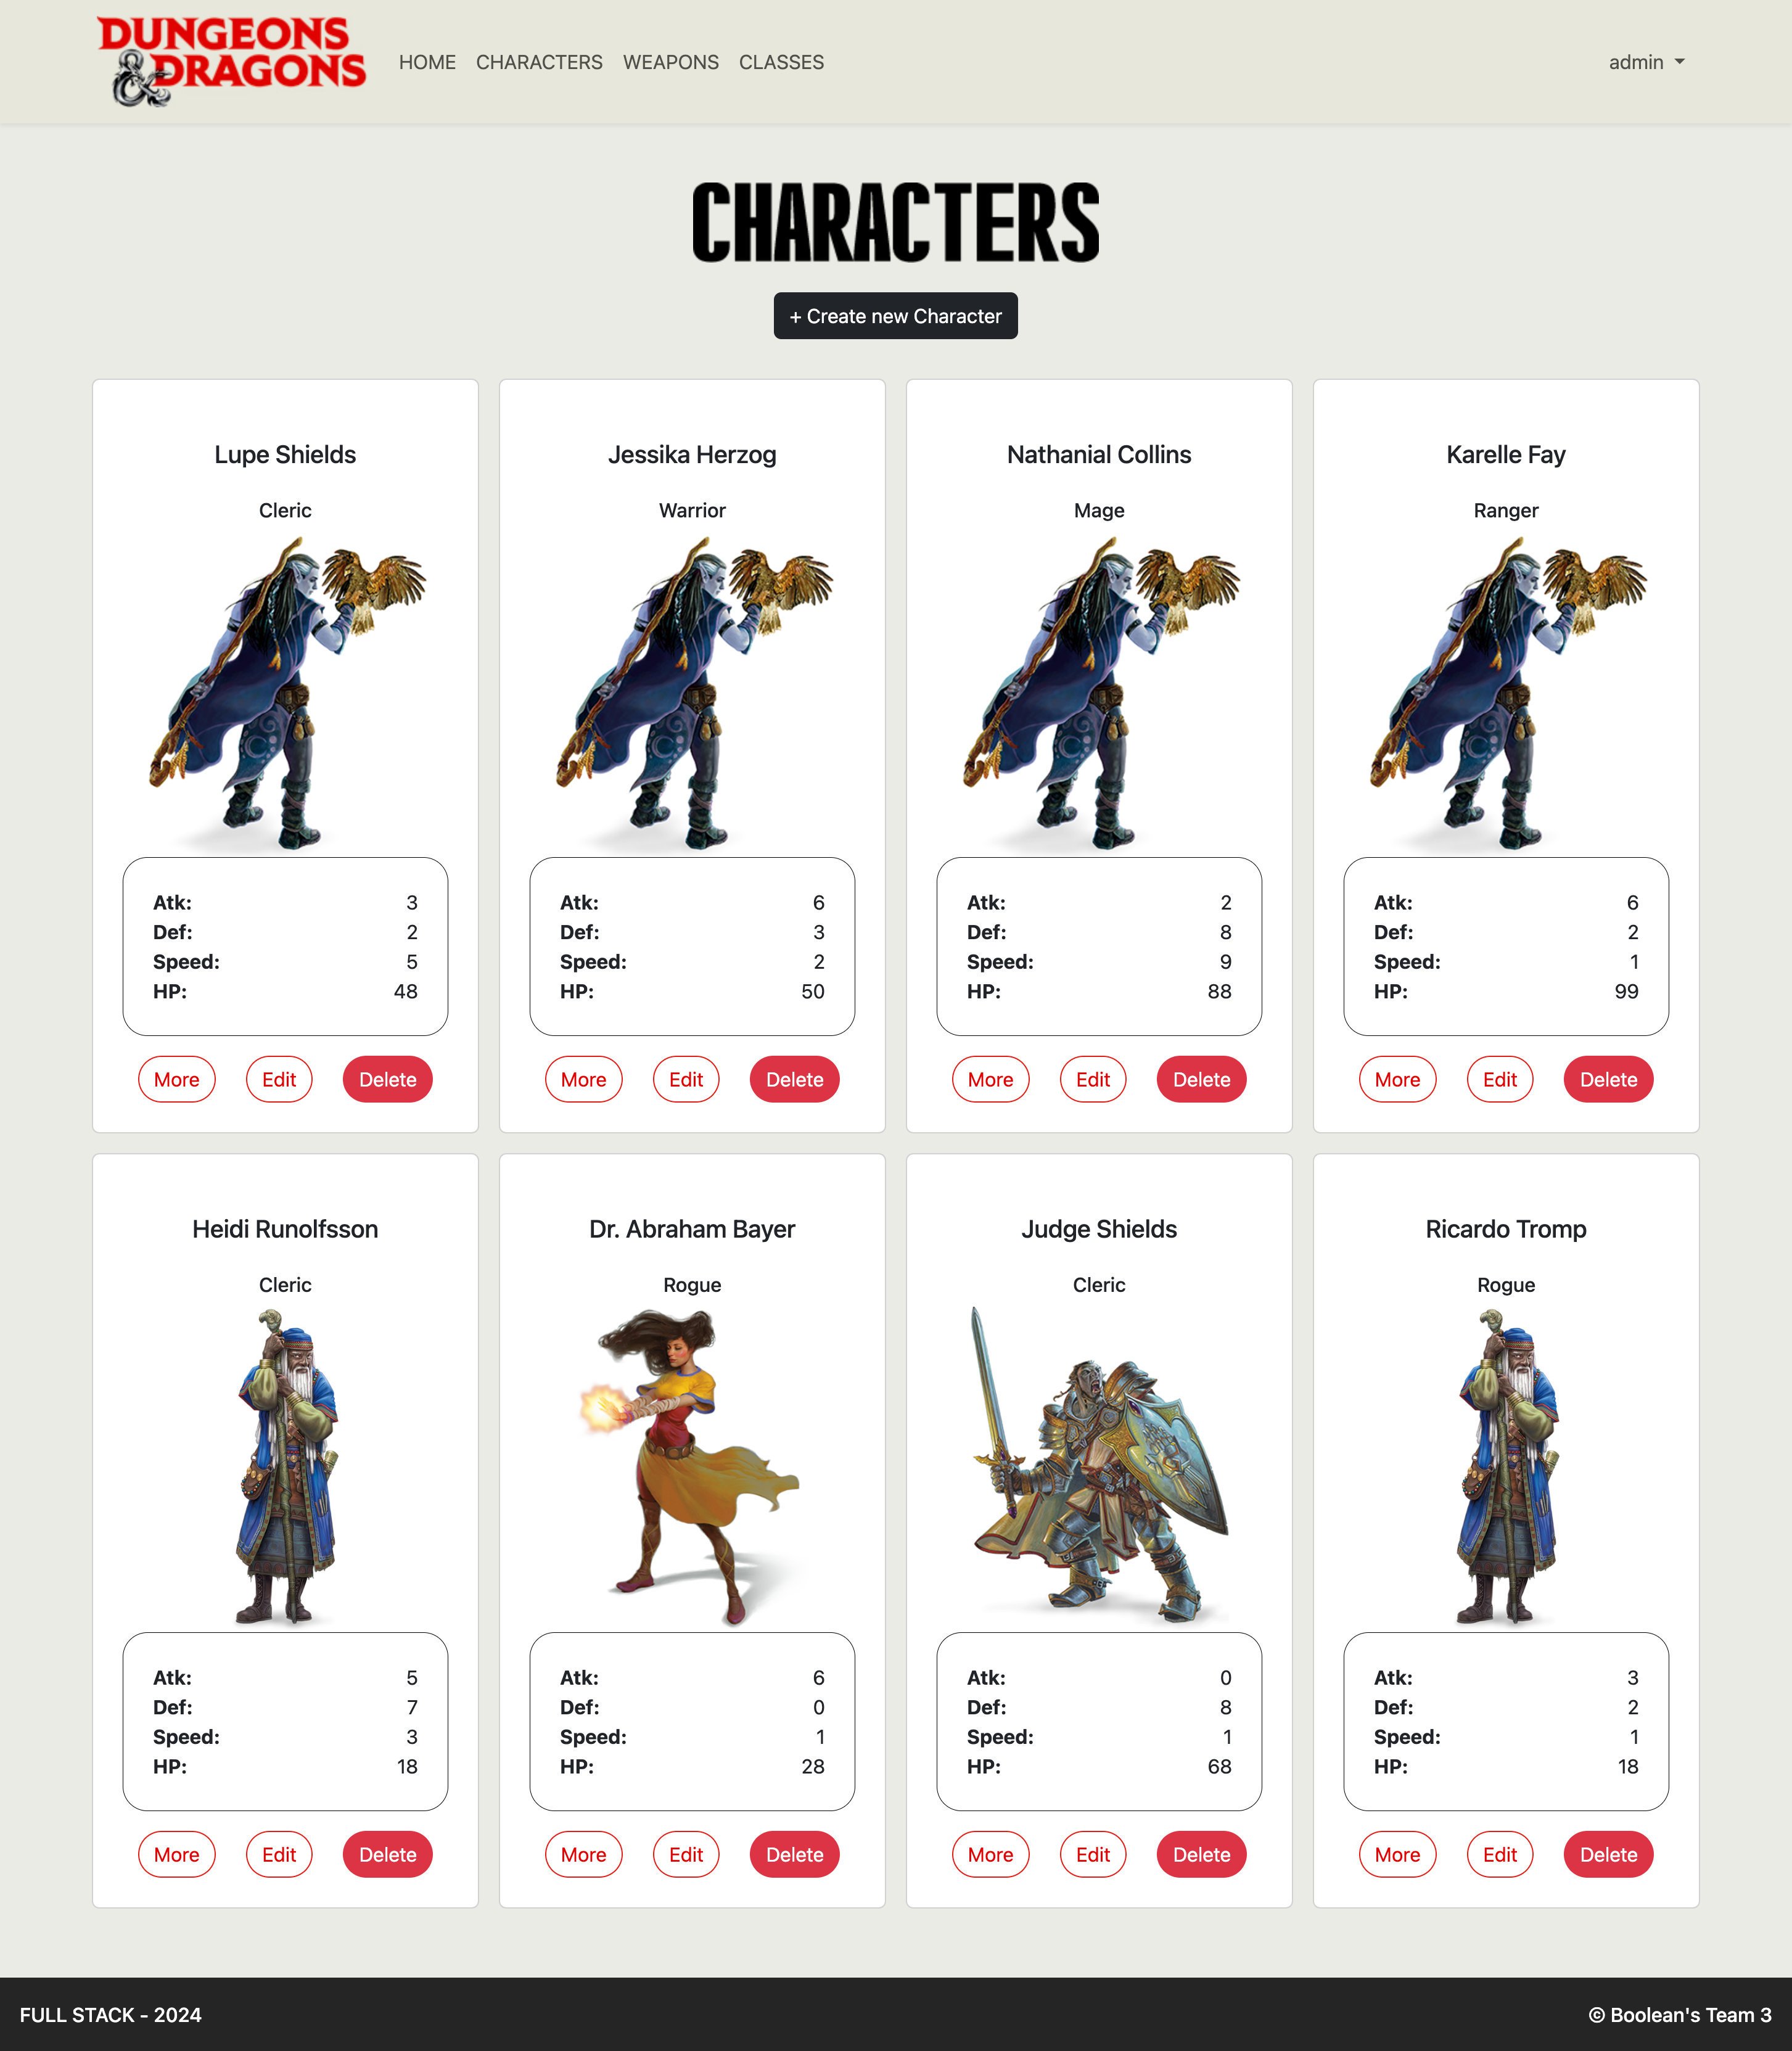 DUNGEONS
& DRAGONS
HOME CHARACTERS WEAPONS CLASSES
admin
CHARACTERS
+ Create new Character
Lupe Shields
Cleric
Atk: 3
Def: 2
Speed: 5
HP: 48
More Edit Delete
Jessika Herzog
Warrior
Atk: 6
Def: 3
Speed: 2
HP: 50
More Edit Delete
Nathanial Collins
Mage
Atk: 2
Def: 8
Speed: 9
HP: 88
More Edit Delete
Karelle Fay
Ranger
Atk: 6
Def: 2
Speed: 1
HP: 99
More Edit Delete
Heidi Runolfsson
Cleric
Atk: 5
Def: 7
Speed: 3
HP: 18
More Edit Delete
Dr. Abraham Bayer
Rogue
Atk: 6
Def: 0
Speed: 1
HP: 28
More Edit Delete
Judge Shields
Cleric
Atk: 0
Def: 8
Speed: 1
HP: 68
More Edit Delete
Ricardo Tromp
Rogue
Atk: 3
Def: 2
Speed: 1
HP: 18
More Edit Delete
FULL STACK - 2024
© Boolean's Team 3